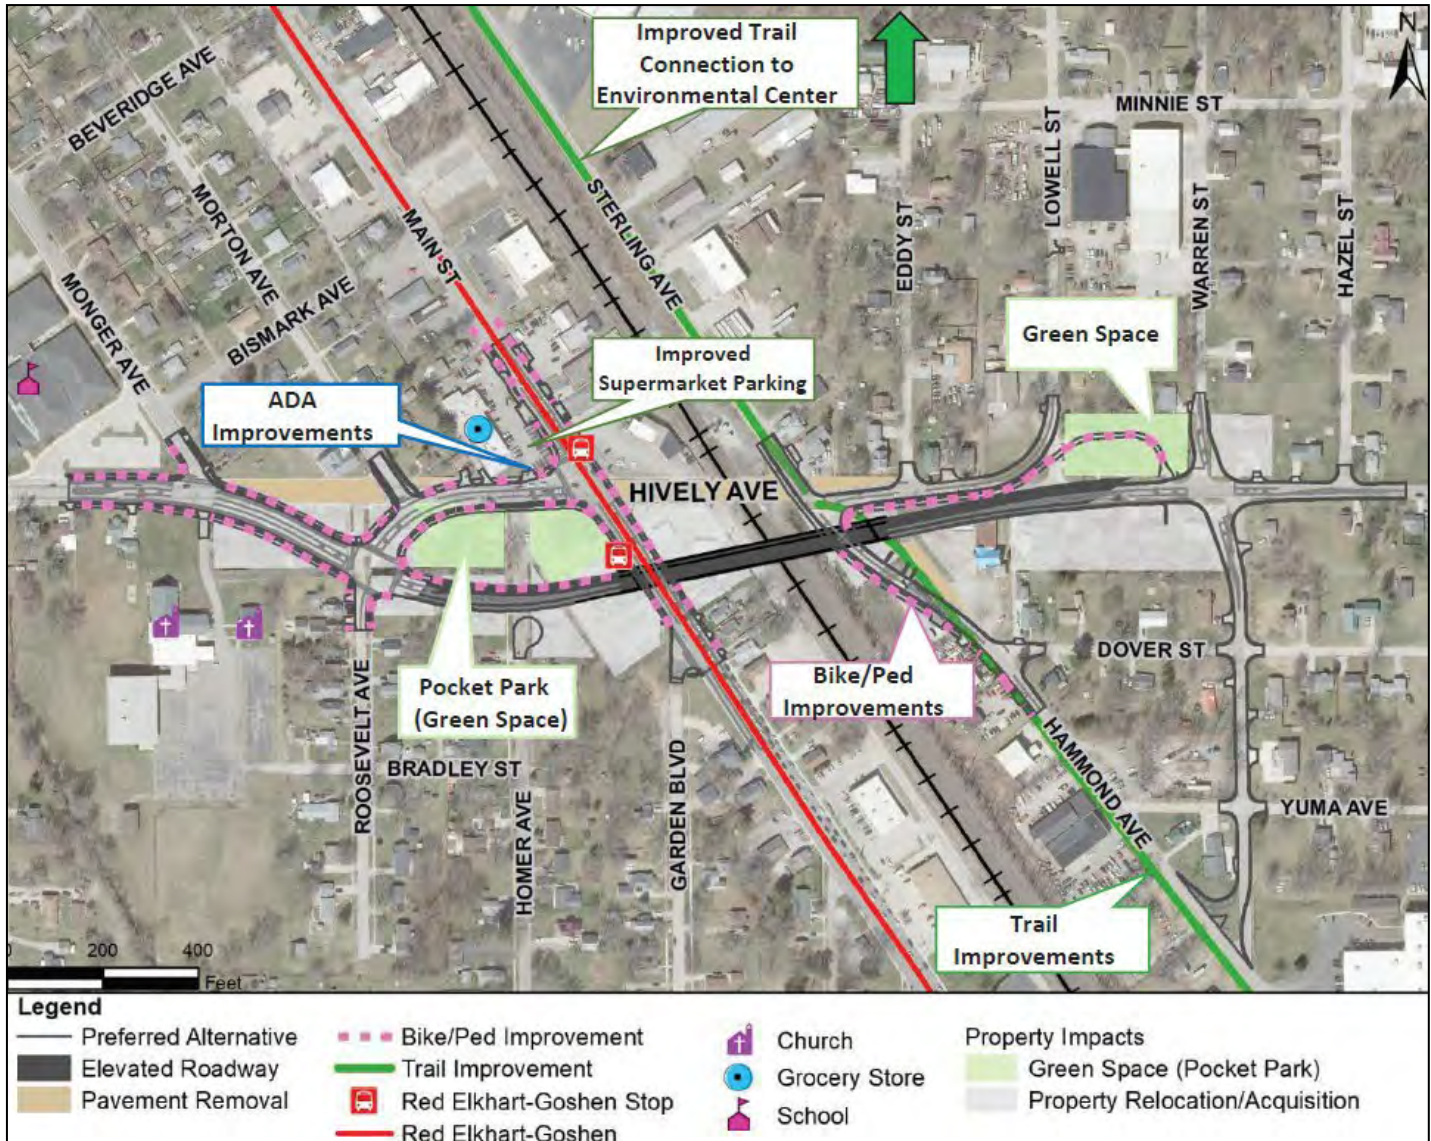 Improved Trail
Connection to
Environmental Center
N
BEVERIDGE AVE
MINNIE ST
LOWELL ST
MORTON AVE
MAIN ST
STERLING AVE
EDDY ST
WARREN ST
HAZEL ST
MONGER AVE
BISMARK AVE
Green Space
Improved
Supermarket Parking
ADA
Improvements
HIVELY AVE
DOVER ST
Bike/Ped
Improvements
Pocket Park
(Green Space)
ROOSEVELT AVE
BRADLEY ST
HOMER AVE
GARDEN BLVD
HAMMOND AVE
YUMA AVE
Trail
Improvements
0 200 400
Feet
Legend
Preferred Alternative
Elevated Roadway
Pavement Removal
Bike/Ped Improvement
Trail Improvement
Red Elkhart-Goshen Stop
Red Elkhart-Goshen
Church
Grocery Store
School
Property Impacts
Green Space (Pocket Park)
Property Relocation/Acquisition